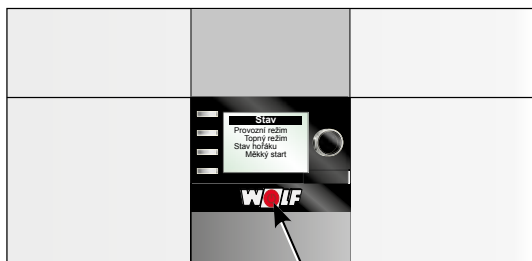 Stav
Provozní režim
Topný režim
Stav hořáku
Měkký start
WOLF